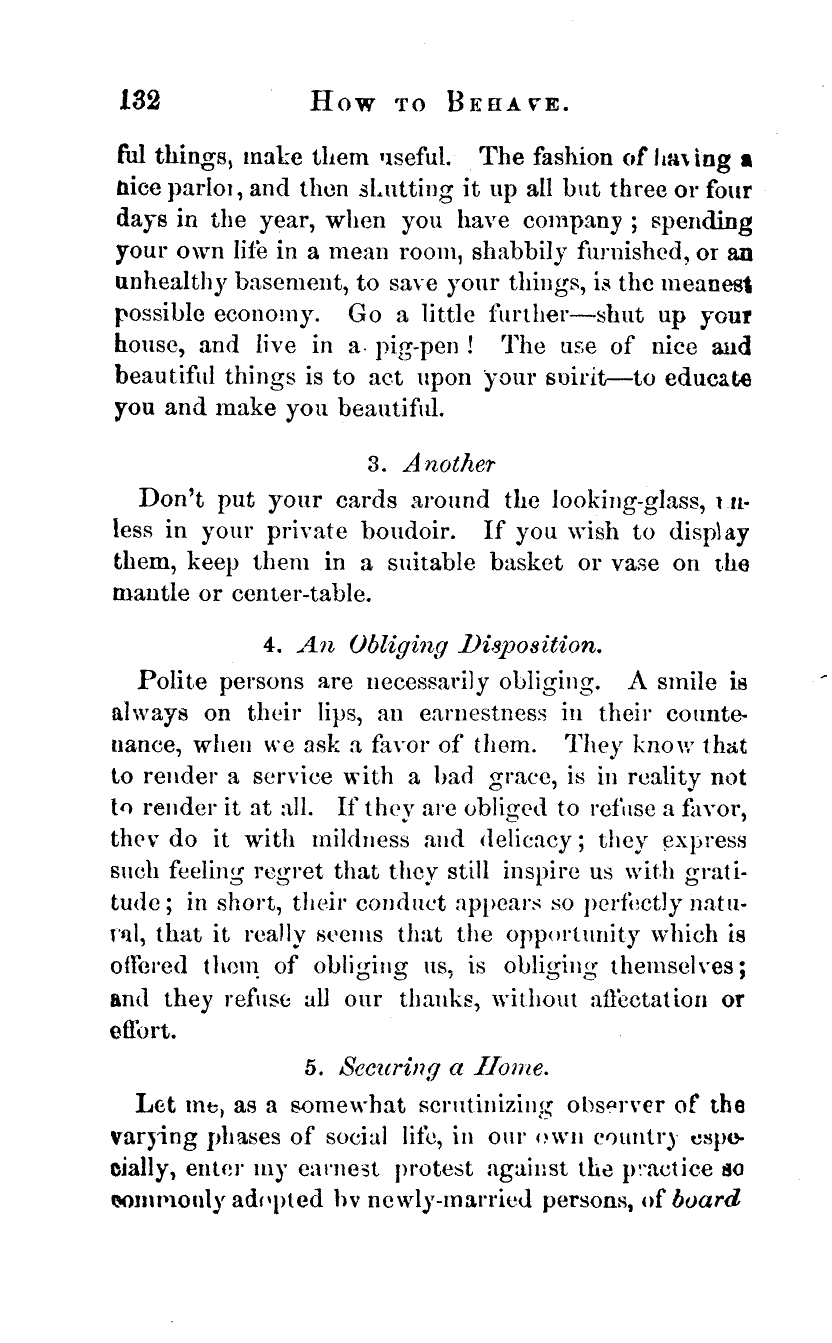 132 How to Behave.
ful things, make them useful. The fashion of having a
nice parlor, and then shutting it up all but three or four
days in the year, when you have company ; spending
your own life in a mean room, shabbily furnished, or an
unhealthy basement, to save your things, is the meanest
possible economy. Go a little further—shut up your
house, and live in a pig-pen ! The use of nice and
beautiful things is to act upon your spirit—to educate
you and make you beautiful.
3. Another
Don't put your cards around the looking-glass, un-
less in your private boudoir. If you wish to display
them, keep them in a suitable basket or vase on the
mantle or center-table.
4. An Obliging Disposition.
Polite persons are necessarily obliging. A smile is
always on their lips, an earnestness in their counte-
nance, when we ask a favor of them. They know that
to render a service with a bad grace, is in reality not
to render it at all. If they are obliged to refuse a favor,
they do it with mildness and delicacy ; they express
such feeling regret that they still inspire us with grati-
tude ; in short, their conduct appears so perfectly natu-
ral, that it really seems that the opportunity which is
offered them of obliging us, is obliging themselves ;
and they refuse all our thanks, without affectation or
effort.
5. Securing a Home.
Let me, as a somewhat scrutinizing observer of the
varying phases of social life, in our own country espe-
cially, enter my earnest protest against the practice so
commonly adopted by newly-married persons, of board